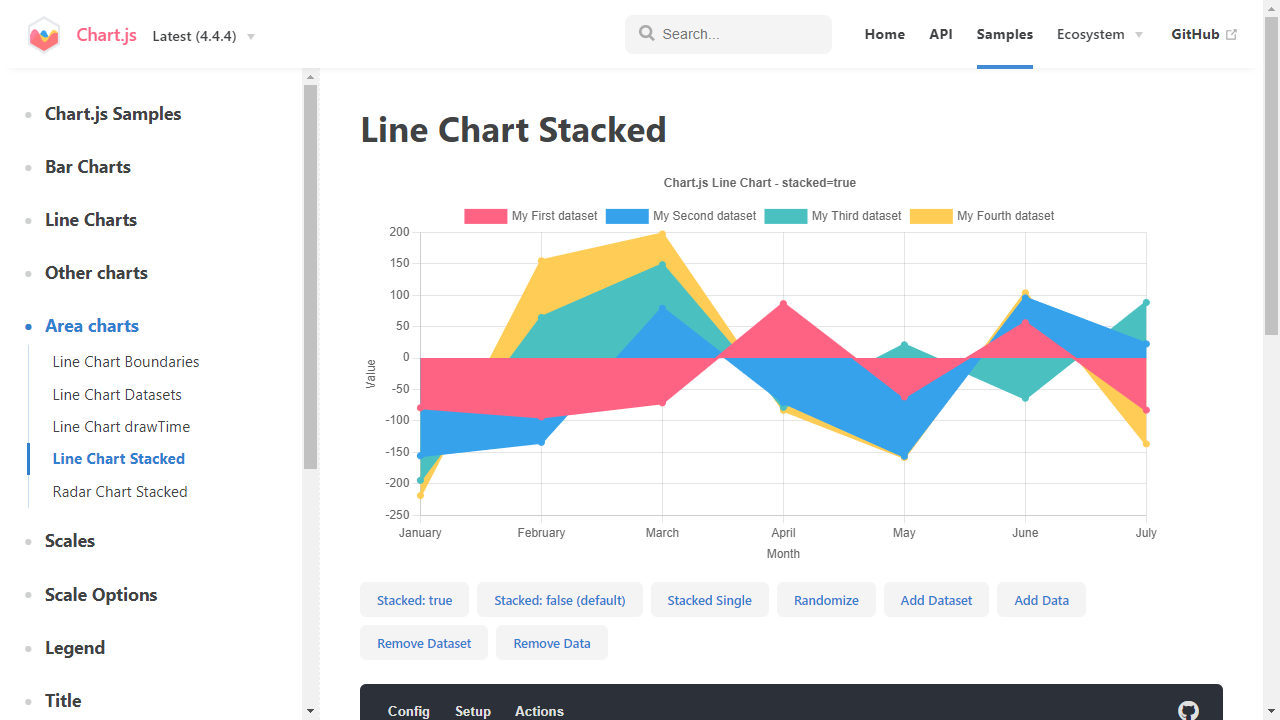 Chart.js
Latest (4.4.4)
Search...
Home
API
Samples
Ecosystem
GitHub
Chart.js Samples
Bar Charts
Line Charts
Other charts
Area charts
Line Chart Boundaries
Line Chart Datasets
Line Chart drawTime
Line Chart Stacked
Radar Chart Stacked
Scales
Scale Options
Legend
Title
Line Chart Stacked
Chart.js Line Chart - stacked=true
My First dataset
My Second dataset
My Third dataset
My Fourth dataset
200
150
100
50
0
-50
-100
-150
-200
-250
Value
January
February
March
April
May
June
July
Month
Stacked: true
Stacked: false (default)
Stacked Single
Randomize
Add Dataset
Add Data
Remove Dataset
Remove Data
Config
Setup
Actions